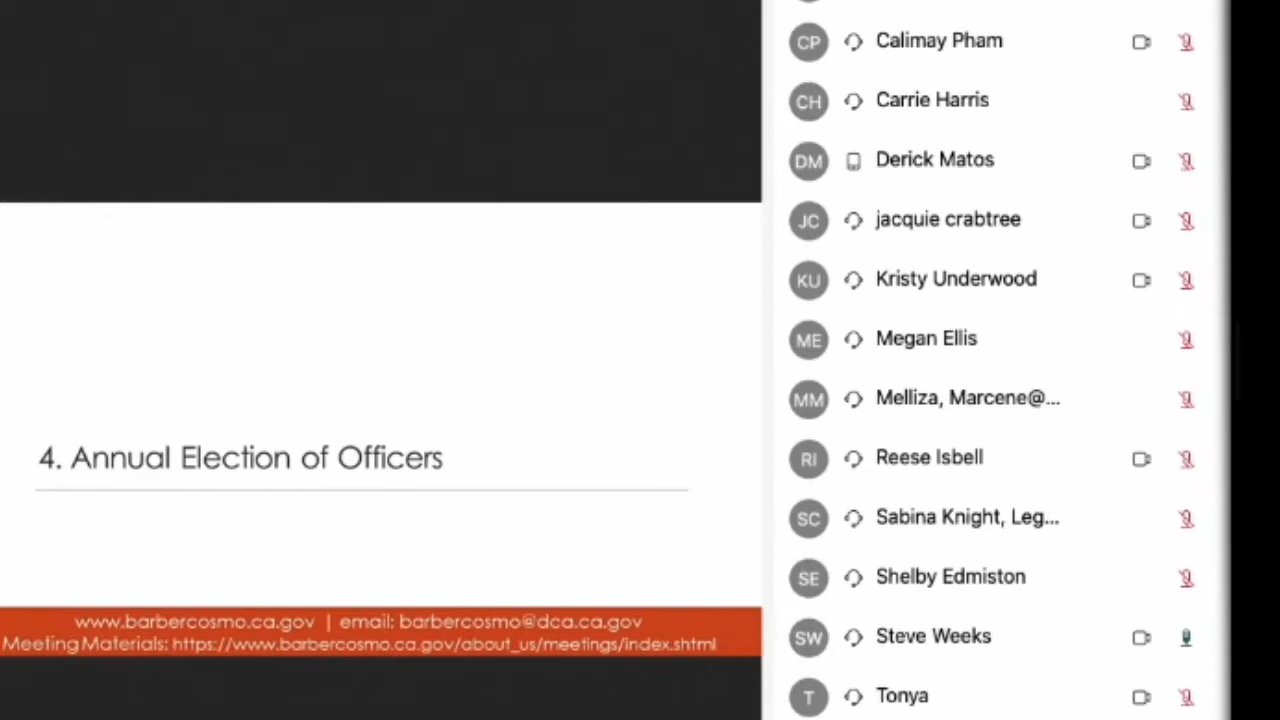 CP Calimay Pham
CH Carrie Harris
DM Derick Matos
JC jacquie crabtree
KU Kristy Underwood
ME Megan Ellis
MM Melliza, Marcene@...
RI Reese Isbell
SC Sabina Knight, Leg...
SE Shelby Edmiston
SW Steve Weeks
T Tonya
4. Annual Election of Officers
www.barbercosmo.ca.gov | email: barbercosmo@dca.ca.gov
Meeting Materials: https://www.barbercosmo.ca.gov/about_us/meetings/index.shtml